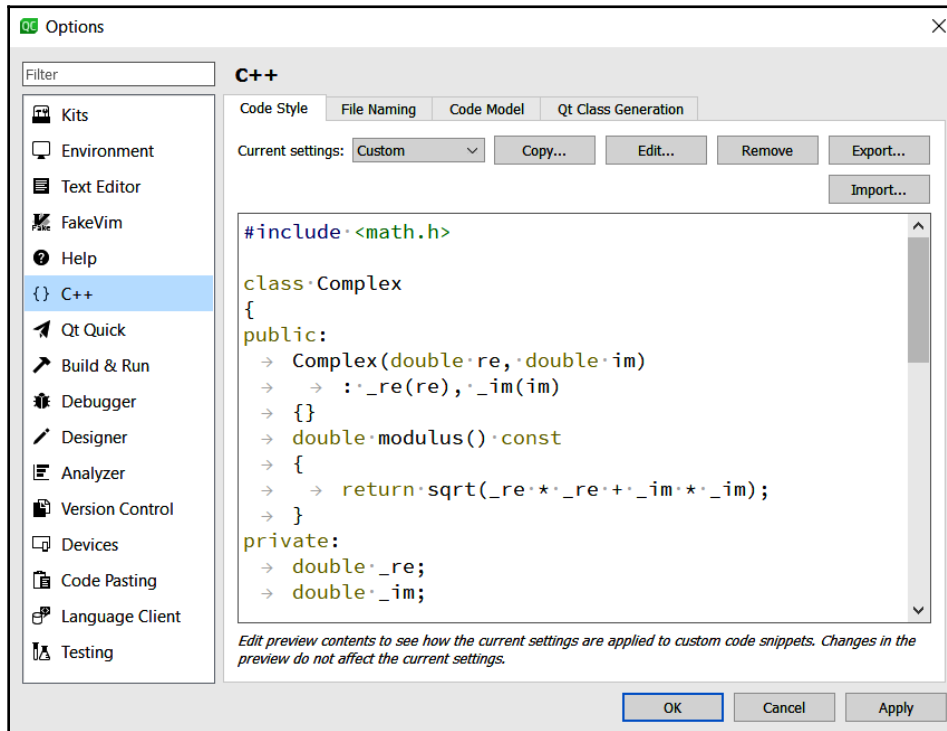 QC Options
Filter
Kits
Environment
Text Editor
FakeVim
Help
{} C++
Qt Quick
Build & Run
Debugger
Designer
Analyzer
Version Control
Devices
Code Pasting
Language Client
Testing
C++
Code Style File Naming Code Model Qt Class Generation
Current settings: Custom Copy... Edit... Remove Export...
Import...
#include·<math.h>
class·Complex
{
public:
→ Complex(double·re,·double·im)
→ → :·_re(re),·_im(im)
→ {}
→ double·modulus()·const
→ {
→ → return·sqrt(_re·*·_re·+·_im·*·_im);
→ }
private:
→ double·_re;
→ double·_im;
Edit preview contents to see how the current settings are applied to custom code snippets. Changes in the
preview do not affect the current settings.
OK Cancel Apply